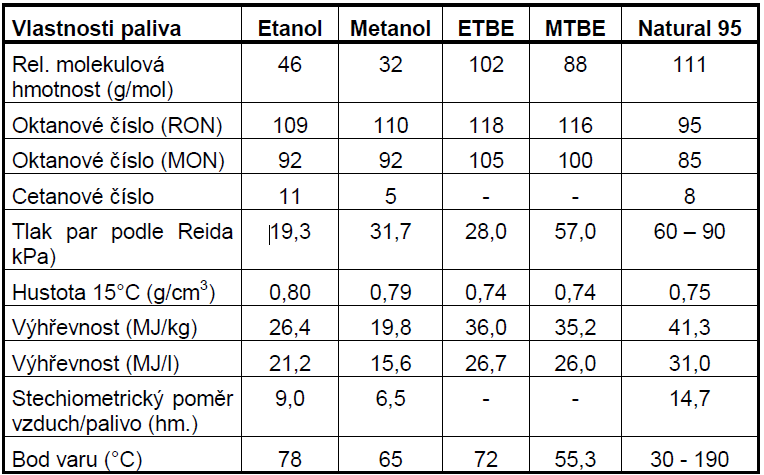 Vlastnosti paliva Etanol Metanol ETBE MTBE Natural 95
Rel. molekulová
hmotnost (g/mol) 46 32 102 88 111
Oktanové číslo (RON) 109 110 118 116 95
Oktanové číslo (MON) 92 92 105 100 85
Cetanové číslo 11 5 - - 8
Tlak par podle Reida
kPa) 19,3 31,7 28,0 57,0 60 – 90
Hustota 15°C (g/cm³) 0,80 0,79 0,74 0,74 0,75
Výhřevnost (MJ/kg) 26,4 19,8 36,0 35,2 41,3
Výhřevnost (MJ/l) 21,2 15,6 26,7 26,0 31,0
Stechiometrický poměr
vzduch/palivo (hm.) 9,0 6,5 - - 14,7
Bod varu (°C) 78 65 72 55,3 30 - 190